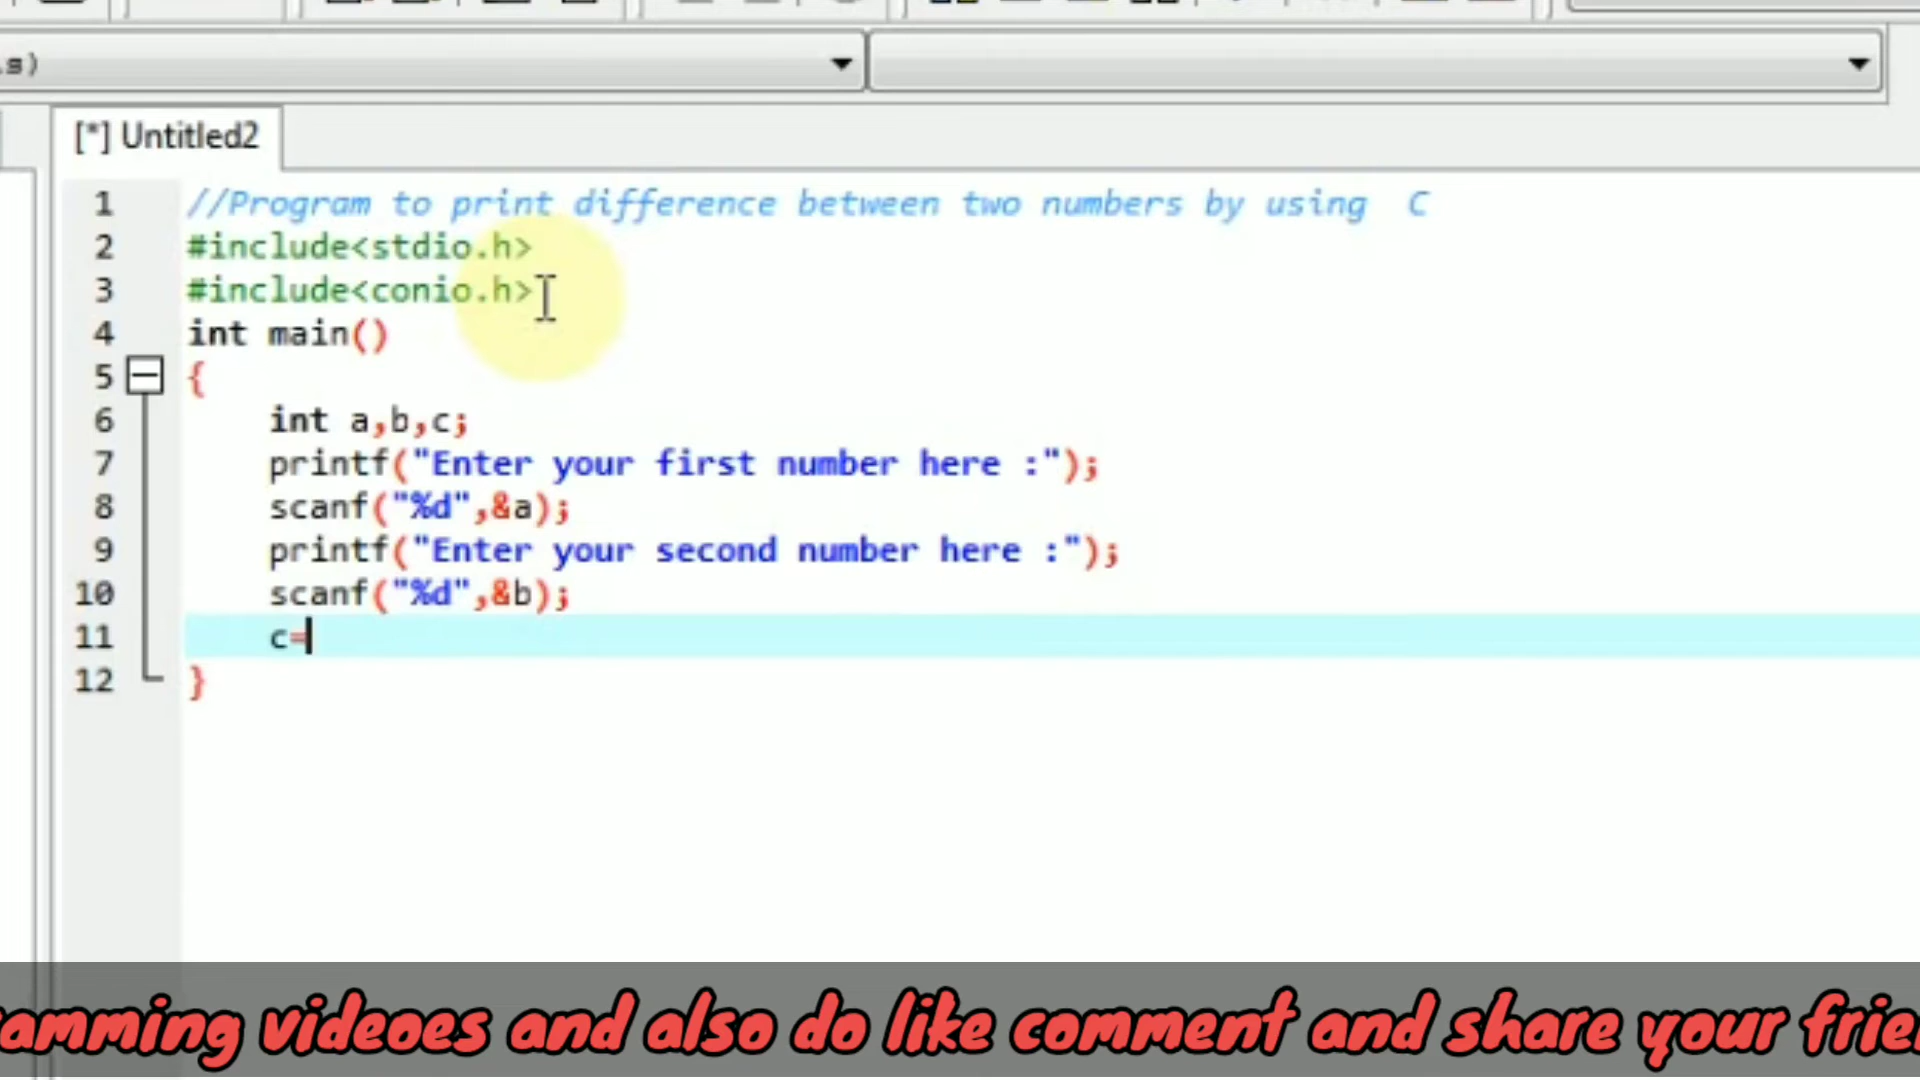 s)
[*] Untitled2
1 //Program to print difference between two numbers by using  C
2 #include<stdio.h>
3 #include<conio.h>
4 int main()
5 {
6 int a,b,c;
7 printf("Enter your first number here :");
8 scanf("%d",&a);
9 printf("Enter your second number here :");
10 scanf("%d",&b);
11 c=
12 }
amming videoes and also do like comment and share your frie